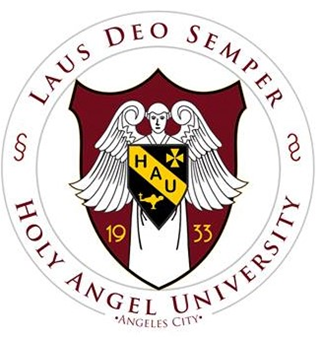 LAUS DEO SEMPER
HAU
19 33
HOLY ANGEL UNIVERSITY
•ANGELES CITY•